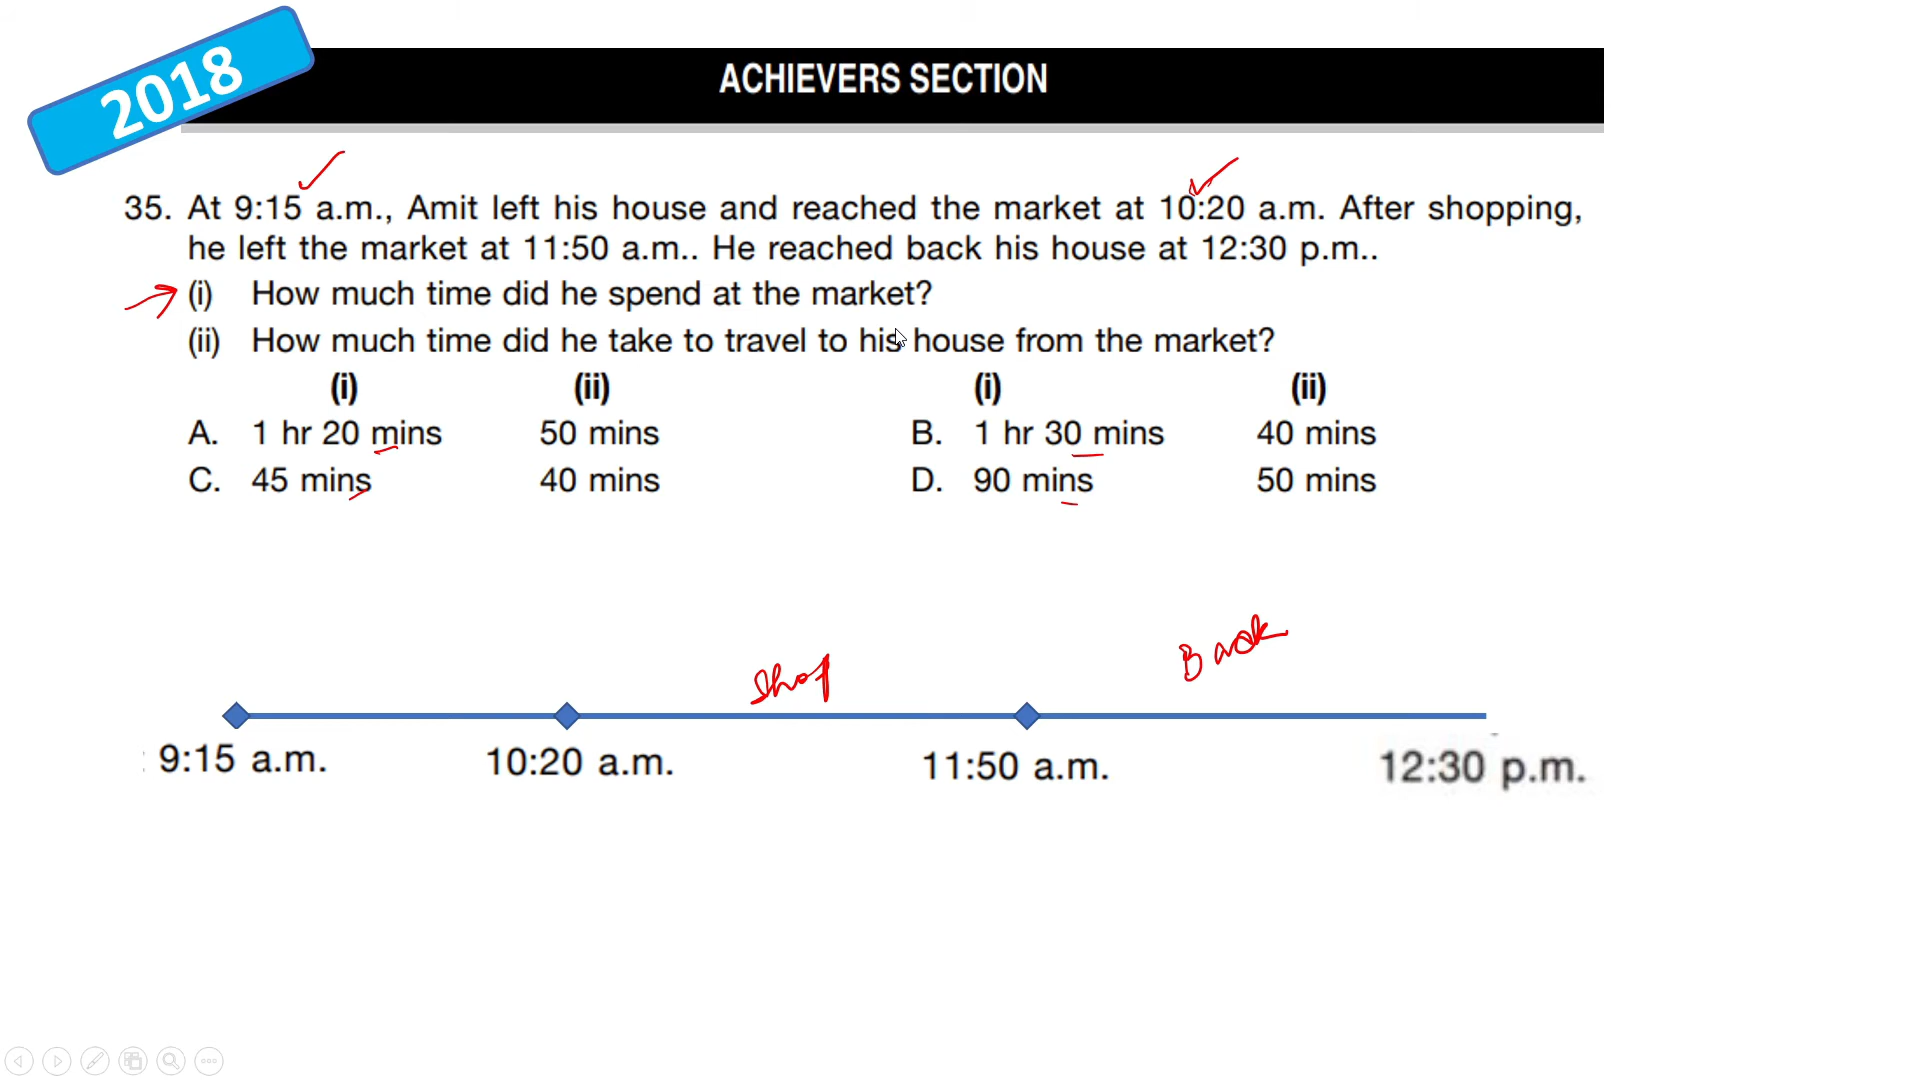 2018
ACHIEVERS SECTION
35. At 9:15 a.m., Amit left his house and reached the market at 10:20 a.m. After shopping,
he left the market at 11:50 a.m.. He reached back his house at 12:30 p.m..
(i) How much time did he spend at the market?
(ii) How much time did he take to travel to his house from the market?
(i) (ii) (i) (ii)
A. 1 hr 20 mins 50 mins B. 1 hr 30 mins 40 mins
C. 45 mins 40 mins D. 90 mins 50 mins
Shop Back
9:15 a.m. 10:20 a.m. 11:50 a.m. 12:30 p.m.